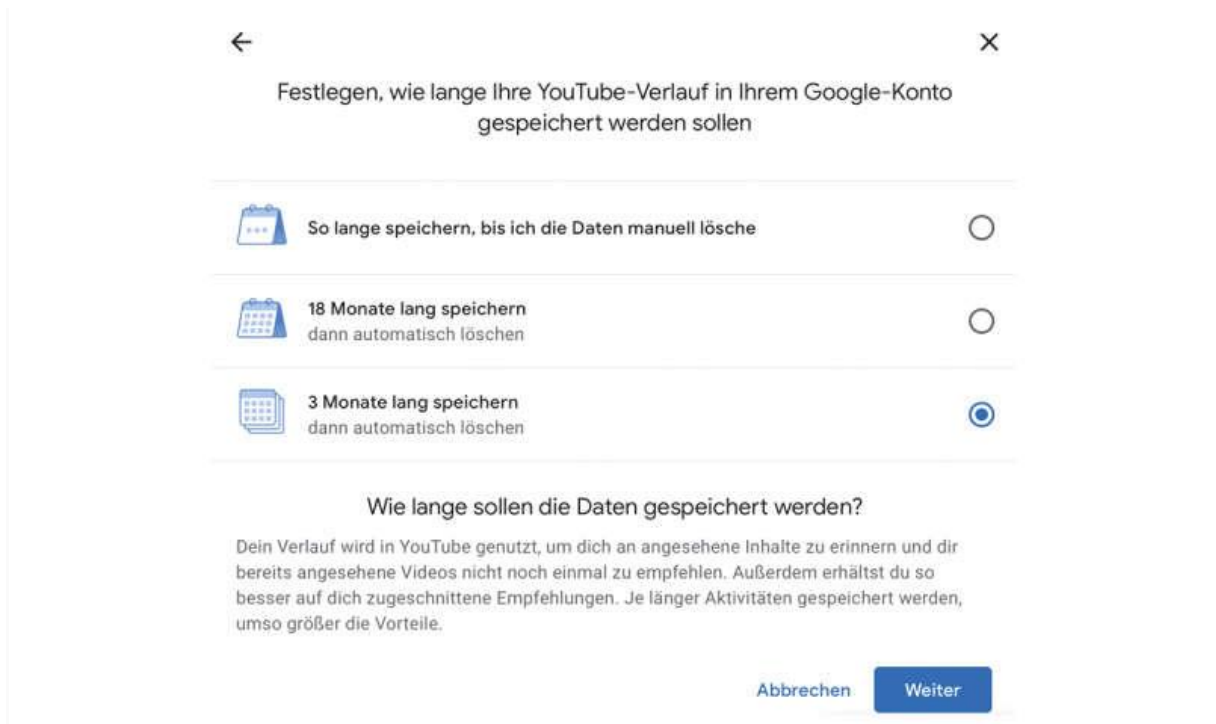 Festlegen, wie lange Ihre YouTube-Verlauf in Ihrem Google-Konto
gespeichert werden sollen
So lange speichern, bis ich die Daten manuell lösche
18 Monate lang speichern
dann automatisch löschen
3 Monate lang speichern
dann automatisch löschen
Wie lange sollen die Daten gespeichert werden?
Dein Verlauf wird in YouTube genutzt, um dich an angesehene Inhalte zu erinnern und dir
bereits angesehene Videos nicht noch einmal zu empfehlen. Außerdem erhältst du so
besser auf dich zugeschnittene Empfehlungen. Je länger Aktivitäten gespeichert werden,
umso größer die Vorteile.
Abbrechen
Weiter